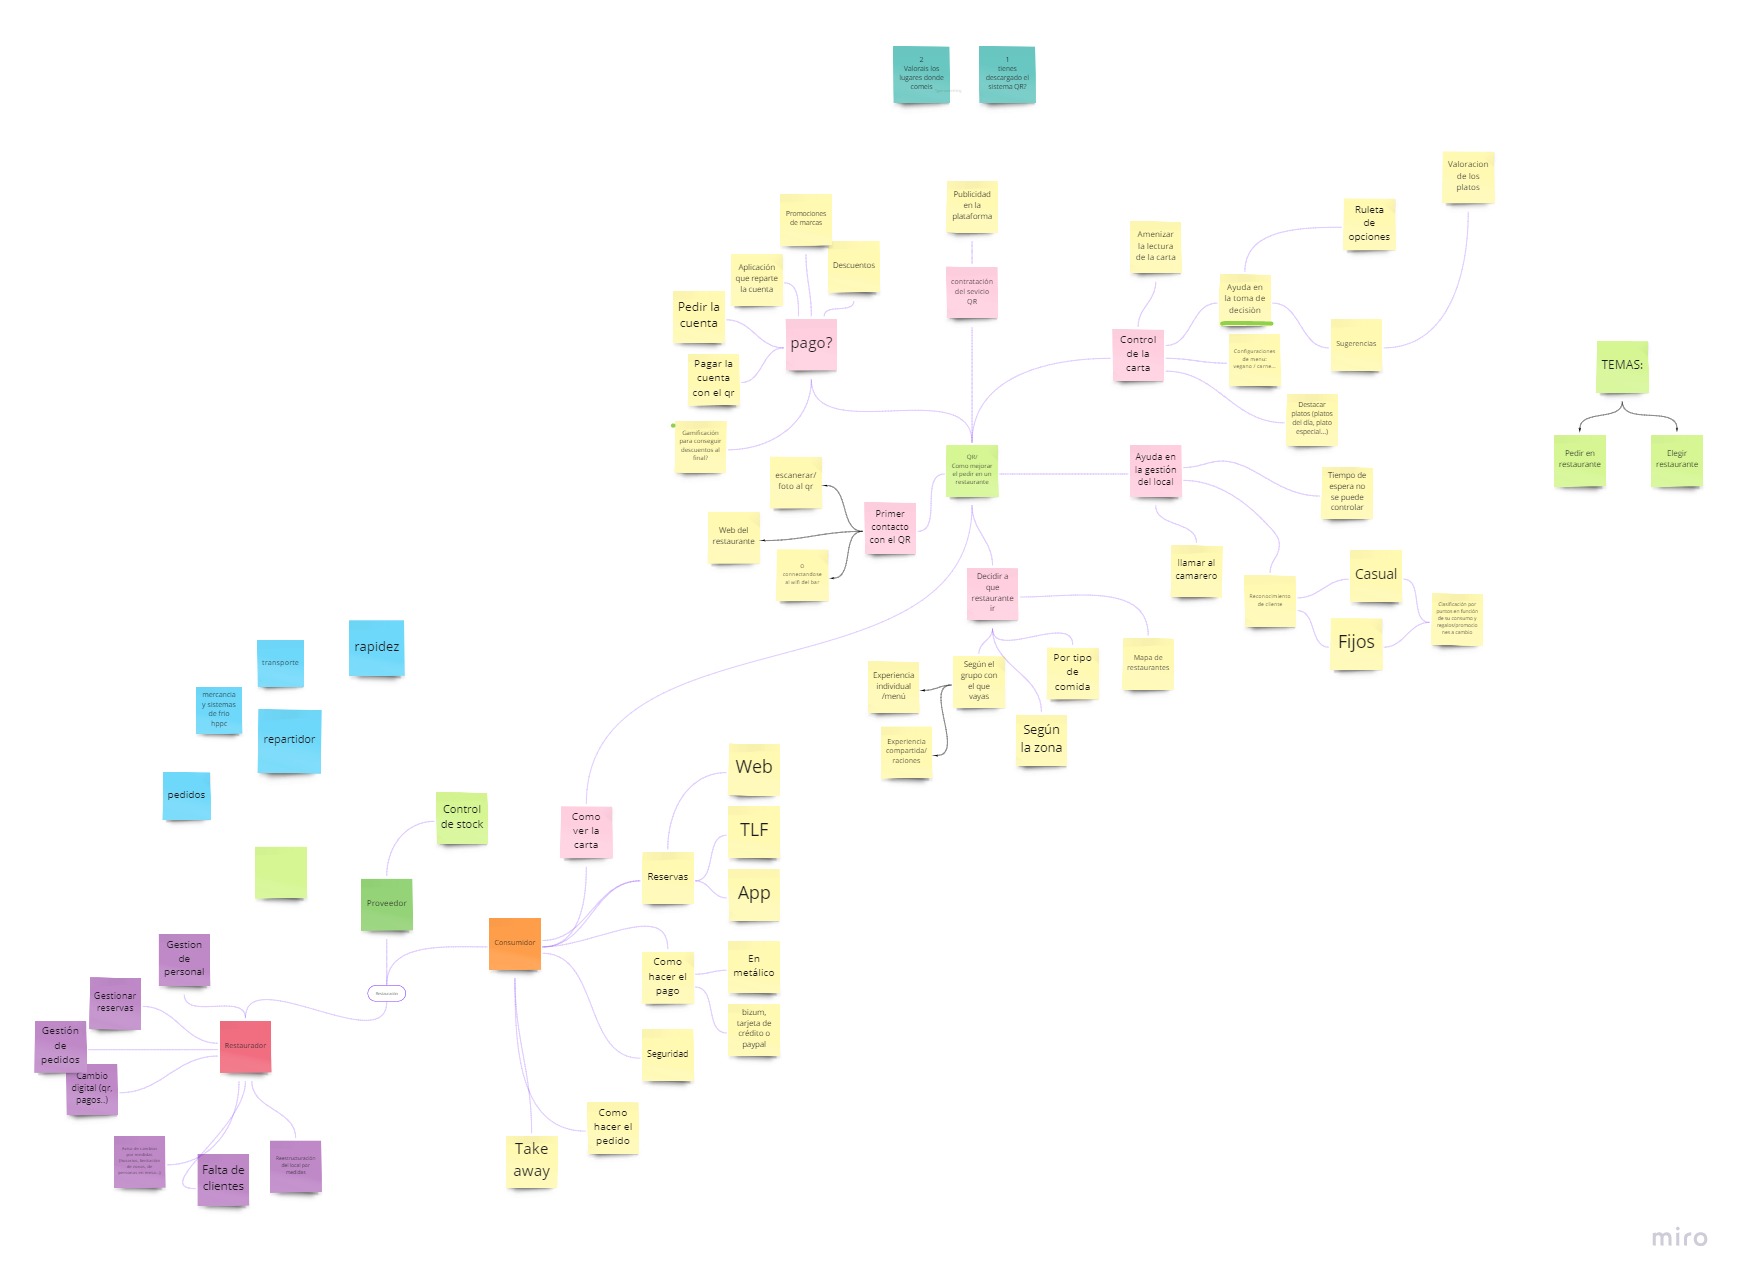 2
Valorais los
lugares donde
comeis
1
tienes
descargado el
sistema QR?
Valoracion
de los
platos
Publicidad
en la
plataforma
Promociones
de marcas
Ruleta
de
opciones
Amenizar
la lectura
de la carta
Descuentos
Aplicación
que reparte
la cuenta
contratación
del sevicio
QR
Ayuda en
la toma de
decisión
Pedir la
cuenta
pago?
Control
de la
carta
Sugerencias
Configuraciones
de menu:
vegano / carne...
TEMAS:
Pagar la
cuenta
con el qr
Destacar
platos (platos
del día, plato
especial...)
Gamificación
para consegue
descuentos al
final?
QR/
Como mejorar
el pedir en un
restaurante
Ayuda en
la gestión
del local
Pedir en
restaurante
Elegir
restaurante
escanerar/
foto al qr
Tiempo de
espera no
se puede
controlar
Primer
contacto
con el QR
Web del
restaurante
O
connectandose
al wifi del bar
llamar al
camarero
Decidir a
que
restaurante
ir
Reconocimiento
de cliente
Casual
Fijos
Clasificación por
puntos en función
de su consumo y
regalos/promocio
nes a cambio
Experiencia
individual
/menú
Según el
grupo con
el que
vayas
Por tipo
de
comida
Mapa de
restaurantes
Experiencia
compartida/
raciones
Según
la zona
rapidez
transporte
mercancia
y sistemas
de frio
hppc
repartidor
pedidos
Control
de stock
Como
ver la
carta
Web
TLF
App
Reservas
Proveedor
Consumidor
Como
hacer el
pago
En
metálico
bizum,
tarjeta de
crédito o
paypal
Seguridad
Como
hacer el
pedido
Take
away
Restauración
Gestion
de
personal
Gestionar
reservas
Gestión
de
pedidos
Cambio
digital (qr,
pagos..)
Restaurador
Falta de
clientes
Reestructuración
del local por
medidas
miro